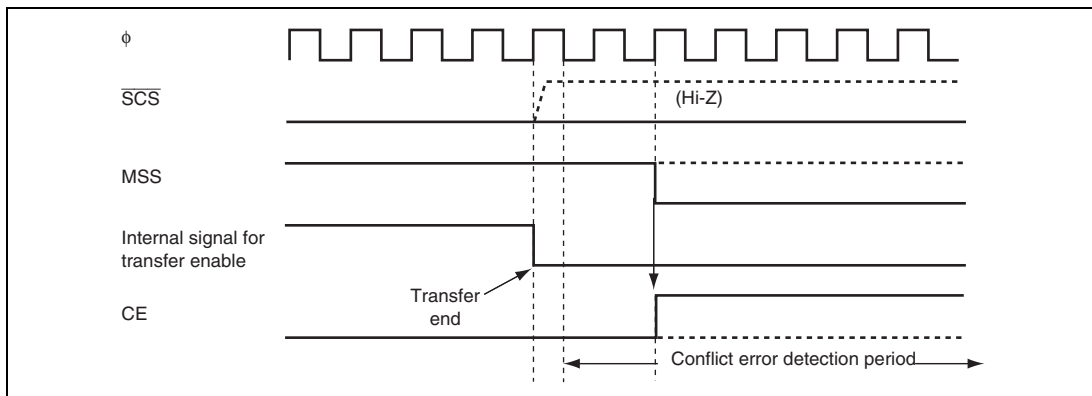 ϕ
SCS
(Hi-Z)
MSS
Internal signal for
transfer enable
Transfer
end
CE
Conflict error detection period